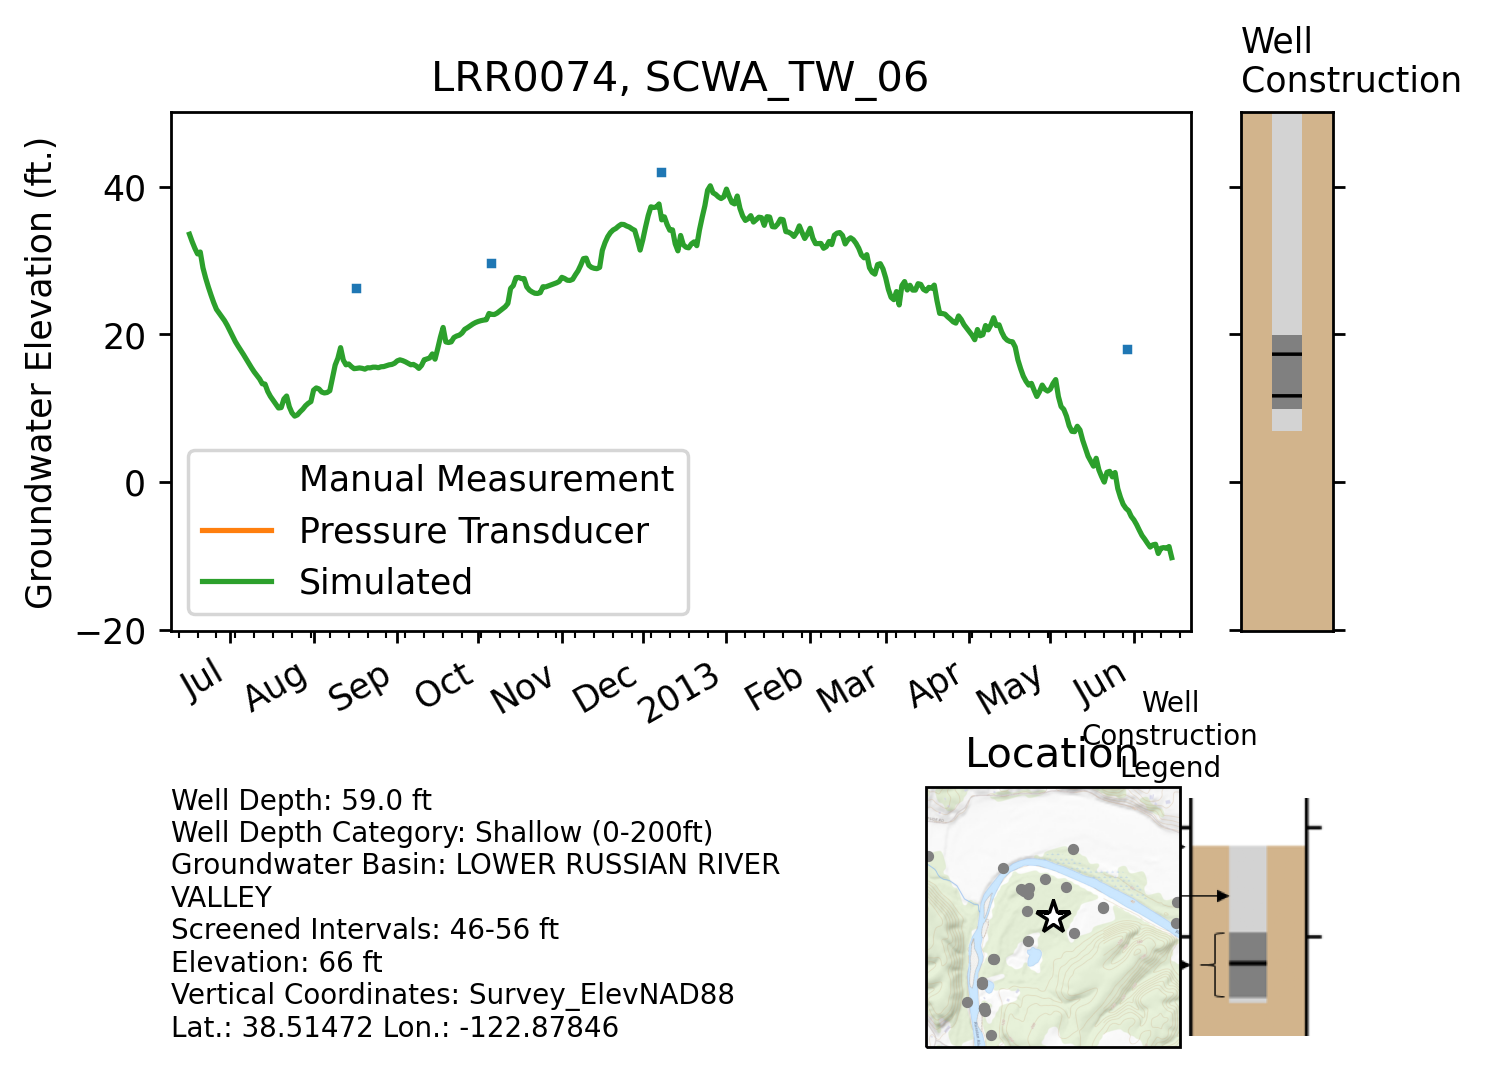 Well
Construction
LRR0074, SCWA_TW_06
Groundwater Elevation (ft.)
40
20
0
−20
Manual Measurement
Pressure Transducer
Simulated
Jul
Aug
Sep
Oct
Nov
Dec
2013
Feb
Mar
Apr
May
Jun
Well
Construction
Legend
Location
Well Depth: 59.0 ft
Well Depth Category: Shallow (0-200ft)
Groundwater Basin: LOWER RUSSIAN RIVER
VALLEY
Screened Intervals: 46-56 ft
Elevation: 66 ft
Vertical Coordinates: Survey_ElevNAD88
Lat.: 38.51472 Lon.: -122.87846